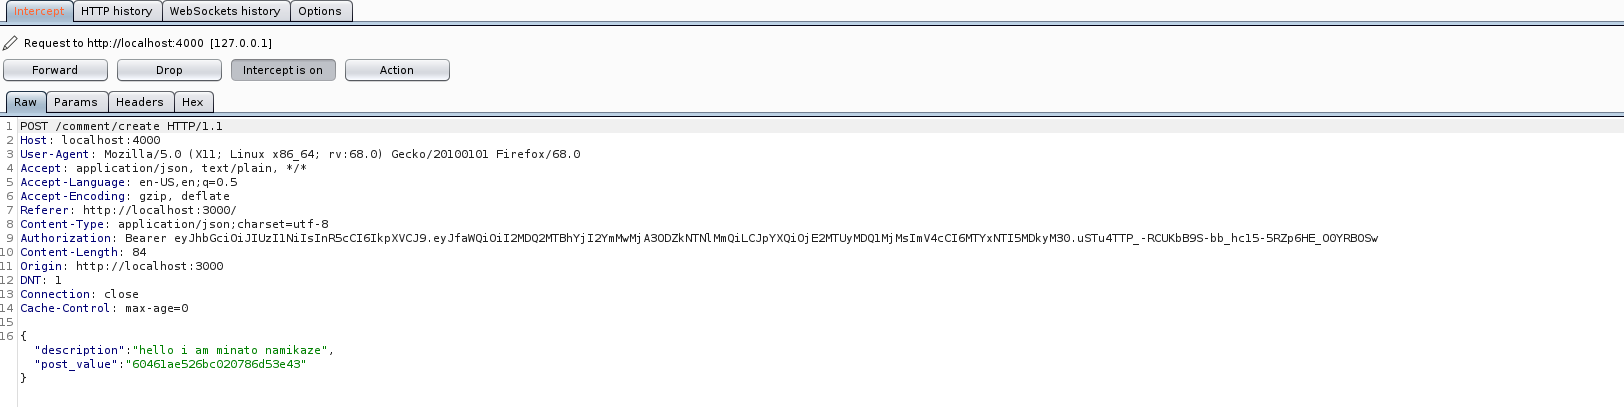 Intercept HTTP history WebSockets history Options
Request to http://localhost:4000 [127.0.0.1]
Forward Drop Intercept is on Action
Raw Params Headers Hex
1 POST /comment/create HTTP/1.1
2 Host: localhost:4000
3 User-Agent: Mozilla/5.0 (X11; Linux x86_64; rv:68.0) Gecko/20100101 Firefox/68.0
4 Accept: application/json, text/plain, */*
5 Accept-Language: en-US,en;q=0.5
6 Accept-Encoding: gzip, deflate
7 Referer: http://localhost:3000/
8 Content-Type: application/json;charset=utf-8
9 Authorization: Bearer eyJhbGciOiJIUzI1NiIsInR5cCI6IkpXVCJ9.eyJfaWQiOiI2MDQ2MTBhYjI2YmMwMjA3ODZkNTNlMmQiLCJpYXQiOjE2MTUyMDQ1MjMsImV4cCI6MTYxNTI5MDkyM30.uSTu4TTP_-RCUKbB9S-bb_hc15-5RZp6HE_O0YRBOSw
10 Content-Length: 84
11 Origin: http://localhost:3000
12 DNT: 1
13 Connection: close
14 Cache-Control: max-age=0
15
16 {
"description":"hello i am minato namikaze",
"post_value":"60461ae526bc020786d53e43"
}